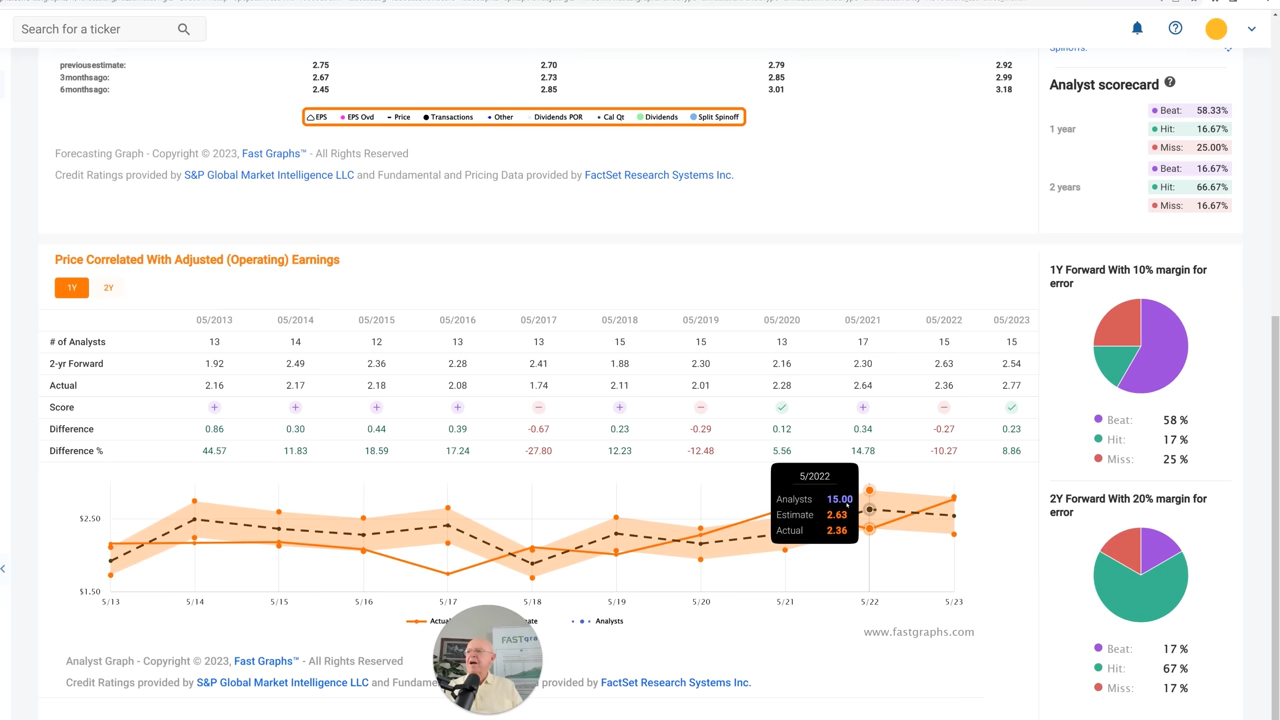 Search for a ticker
Spinoffs:
previous estimate: 2.75 2.70 2.79 2.92
3 months ago: 2.67 2.73 2.85 2.99
6 months ago: 2.45 2.85 3.01 3.18
EPS EPS Ovd Price Transactions Other Dividends POR Cal Qt Dividends Split Spinoff
Forecasting Graph - Copyright © 2023, Fast Graphs™ - All Rights Reserved
Credit Ratings provided by S&P Global Market Intelligence LLC and Fundamental and Pricing Data provided by FactSet Research Systems Inc.
Analyst scorecard ?
1 year
Beat: 58.33%
Hit: 16.67%
Miss: 25.00%
2 years
Beat: 16.67%
Hit: 66.67%
Miss: 16.67%
Price Correlated With Adjusted (Operating) Earnings
1Y 2Y
05/2013 05/2014 05/2015 05/2016 05/2017 05/2018 05/2019 05/2020 05/2021 05/2022 05/2023
# of Analysts 13 14 12 13 13 15 15 13 17 15 15
2-yr Forward 1.92 2.49 2.36 2.28 2.41 1.88 2.30 2.16 2.30 2.63 2.54
Actual 2.16 2.17 2.18 2.08 1.74 2.11 2.01 2.28 2.64 2.36 2.77
Score + + + + − + − ✓ + − ✓
Difference 0.86 0.30 0.44 0.39 -0.67 0.23 -0.29 0.12 0.34 -0.27 0.23
Difference % 44.57 11.83 18.59 17.24 -27.80 12.23 -12.48 5.56 14.78 -10.27 8.86
5/2022
Analysts 15.00
Estimate 2.63
Actual 2.36
$2.50
$1.50
5/13 5/14 5/15 5/16 5/17 5/18 5/19 5/20 5/21 5/22 5/23
Analysts
www.fastgraphs.com
FASTgra
Analyst Graph - Copyright © 2023, Fast Graphs™ - All Rights Reserved
Credit Ratings provided by S&P Global Market Intelligence LLC and provided by FactSet Research Systems Inc.
1Y Forward With 10% margin for
error
Beat: 58 %
Hit: 17 %
Miss: 25 %
2Y Forward With 20% margin for
error
Beat: 17 %
Hit: 67 %
Miss: 17 %